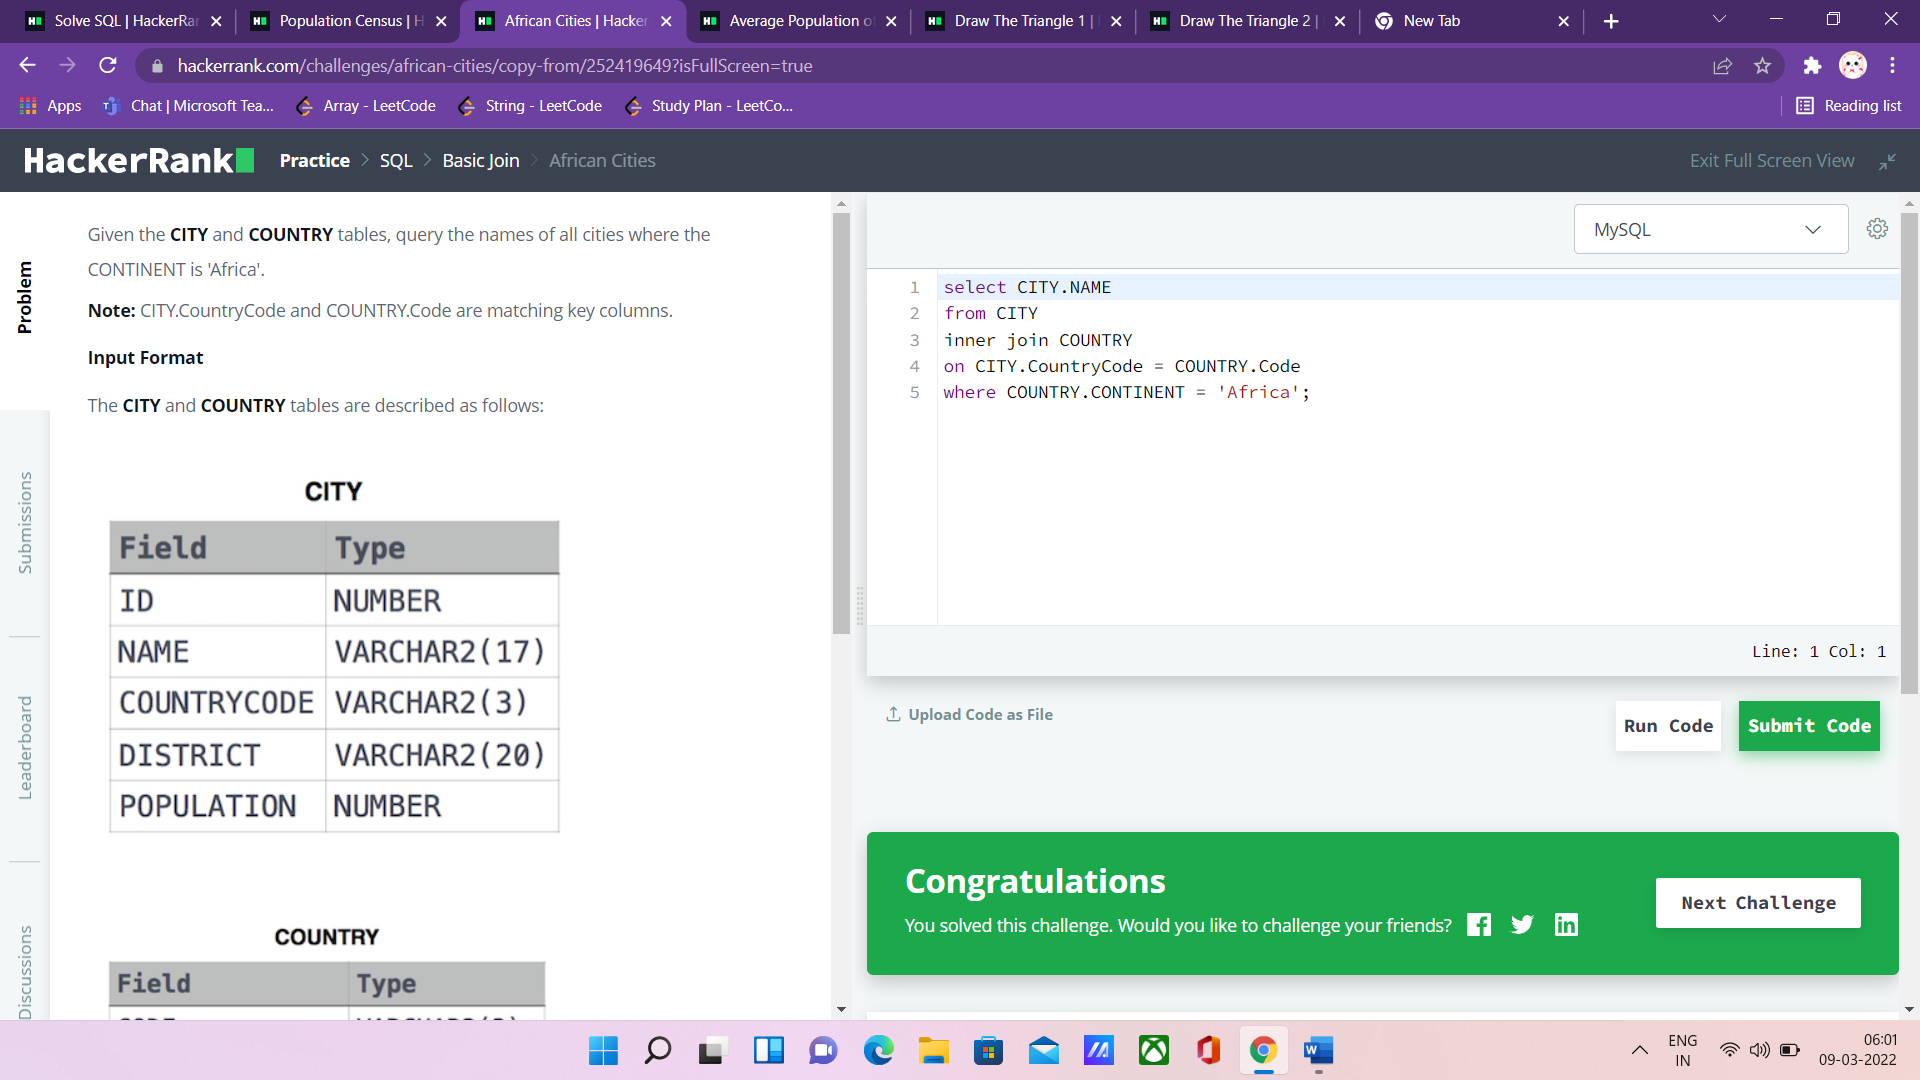 Solve SQL | HackerRar
Population Census | H
African Cities | Hacker
Average Population o
Draw The Triangle 1 |
Draw The Triangle 2 |
New Tab
hackerrank.com/challenges/african-cities/copy-from/252419649?isFullScreen=true
Apps
Chat | Microsoft Tea...
Array - LeetCode
String - LeetCode
Study Plan - LeetCo...
Reading list
HackerRank
Practice > SQL > Basic Join > African Cities
Exit Full Screen View
Problem
Submissions
Leaderboard
Discussions
Given the CITY and COUNTRY tables, query the names of all cities where the
CONTINENT is 'Africa'.
Note: CITY.CountryCode and COUNTRY.Code are matching key columns.
Input Format
The CITY and COUNTRY tables are described as follows:
CITY
Field Type
ID NUMBER
NAME VARCHAR2(17)
COUNTRYCODE VARCHAR2(3)
DISTRICT VARCHAR2(20)
POPULATION NUMBER
COUNTRY
Field Type
MySQL
1 select CITY.NAME
2 from CITY
3 inner join COUNTRY
4 on CITY.CountryCode = COUNTRY.Code
5 where COUNTRY.CONTINENT = 'Africa';
Line: 1 Col: 1
Upload Code as File
Run Code
Submit Code
Congratulations
You solved this challenge. Would you like to challenge your friends?
Next Challenge
ENG
IN
06:01
09-03-2022